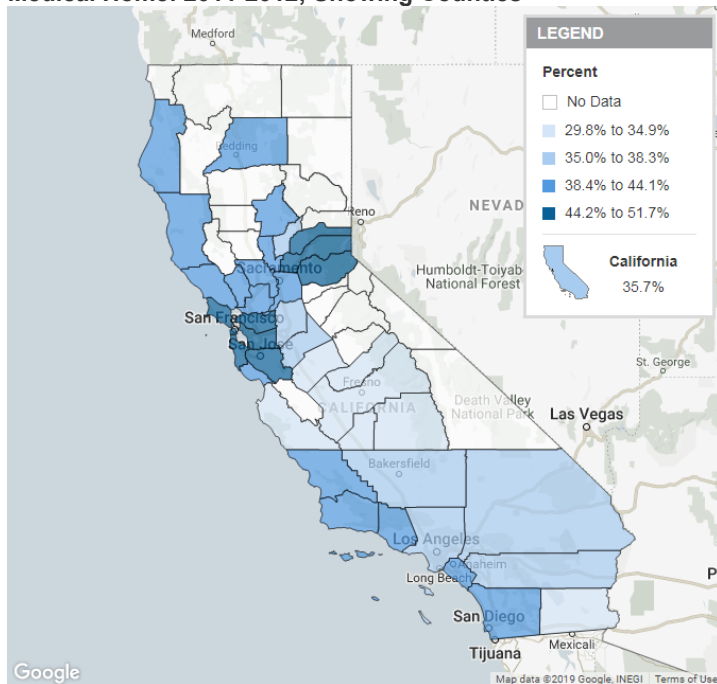 Medical Home: 2011-2012, Showing Counties
Medford
LEGEND
Percent
No Data
29.8% to 34.9%
35.0% to 38.3%
38.4% to 44.1%
44.2% to 51.7%
California
35.7%
Redding
NEVAD
Reno
Sacramento
Humboldt-Toiyab
National Forest
San Francisco
San Jose
St. George
Fresno
Death Valley
National Park
CALIFORNIA
Las Vegas
Bakersfield
Los Angeles
Anaheim
Long Beach
P
San Diego
Tijuana
Mexicali
Google
Map data ©2019 Google, INEGI
Terms of Use